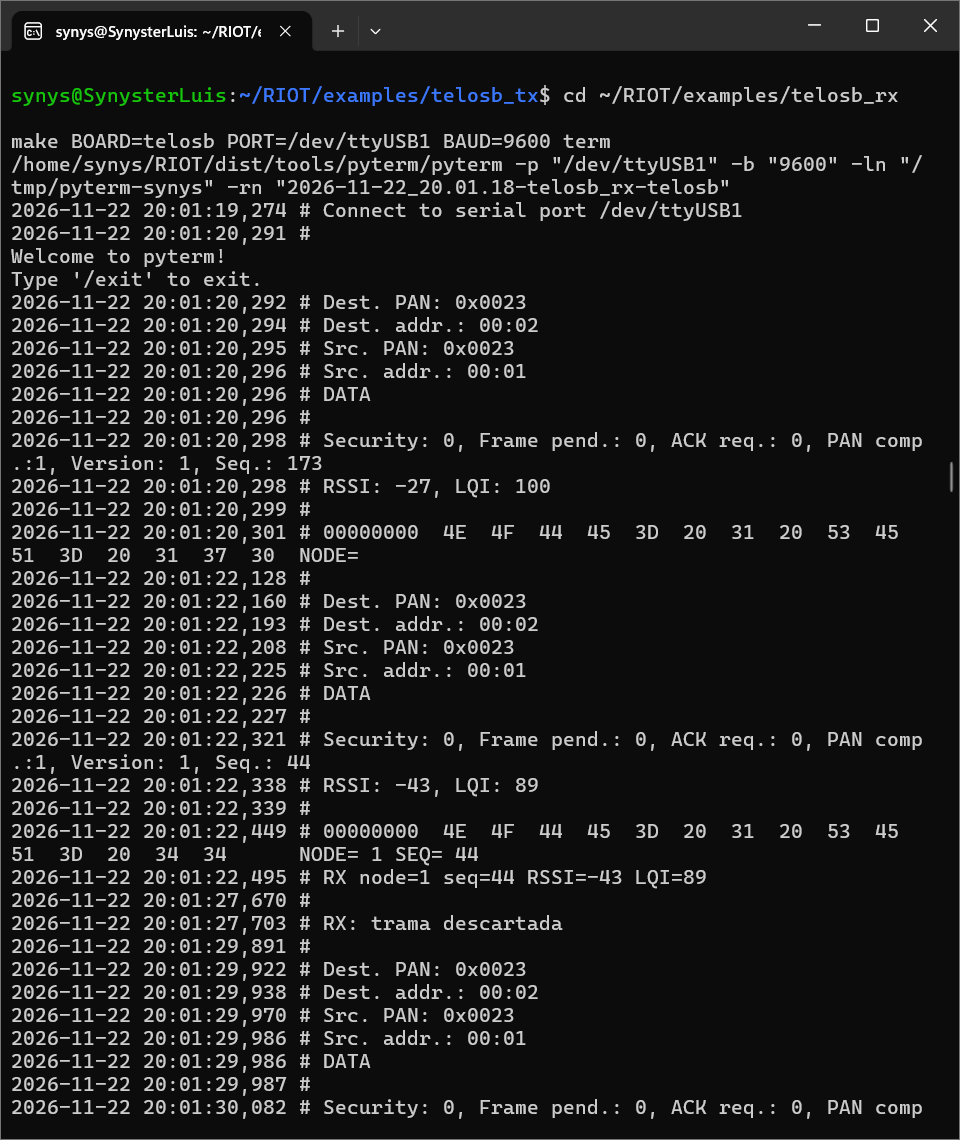 synys@SynysterLuis: ~/RIOT/e
synys@SynysterLuis:~/RIOT/examples/telosb_tx$ cd ~/RIOT/examples/telosb_rx
make BOARD=telosb PORT=/dev/ttyUSB1 BAUD=9600 term
/home/synys/RIOT/dist/tools/pyterm/pyterm -p "/dev/ttyUSB1" -b "9600" -ln "/
tmp/pyterm-synys" -rn "2026-11-22_20.01.18-telosb_rx-telosb"
2026-11-22 20:01:19,274 # Connect to serial port /dev/ttyUSB1
2026-11-22 20:01:20,291 #
Welcome to pyterm!
Type '/exit' to exit.
2026-11-22 20:01:20,292 # Dest. PAN: 0x0023
2026-11-22 20:01:20,294 # Dest. addr.: 00:02
2026-11-22 20:01:20,295 # Src. PAN: 0x0023
2026-11-22 20:01:20,296 # Src. addr.: 00:01
2026-11-22 20:01:20,296 # DATA
2026-11-22 20:01:20,296 #
2026-11-22 20:01:20,298 # Security: 0, Frame pend.: 0, ACK req.: 0, PAN comp
.:1, Version: 1, Seq.: 173
2026-11-22 20:01:20,298 # RSSI: -27, LQI: 100
2026-11-22 20:01:20,299 #
2026-11-22 20:01:20,301 # 00000000  4E  4F  44  45  3D  20  31  20  53  45
51  3D  20  31  37  30  NODE=
2026-11-22 20:01:22,128 #
2026-11-22 20:01:22,160 # Dest. PAN: 0x0023
2026-11-22 20:01:22,193 # Dest. addr.: 00:02
2026-11-22 20:01:22,208 # Src. PAN: 0x0023
2026-11-22 20:01:22,225 # Src. addr.: 00:01
2026-11-22 20:01:22,226 # DATA
2026-11-22 20:01:22,227 #
2026-11-22 20:01:22,321 # Security: 0, Frame pend.: 0, ACK req.: 0, PAN comp
.:1, Version: 1, Seq.: 44
2026-11-22 20:01:22,338 # RSSI: -43, LQI: 89
2026-11-22 20:01:22,339 #
2026-11-22 20:01:22,449 # 00000000  4E  4F  44  45  3D  20  31  20  53  45
51  3D  20  34  34      NODE= 1 SEQ= 44
2026-11-22 20:01:22,495 # RX node=1 seq=44 RSSI=-43 LQI=89
2026-11-22 20:01:27,670 #
2026-11-22 20:01:27,703 # RX: trama descartada
2026-11-22 20:01:29,891 #
2026-11-22 20:01:29,922 # Dest. PAN: 0x0023
2026-11-22 20:01:29,938 # Dest. addr.: 00:02
2026-11-22 20:01:29,970 # Src. PAN: 0x0023
2026-11-22 20:01:29,986 # Src. addr.: 00:01
2026-11-22 20:01:29,986 # DATA
2026-11-22 20:01:29,987 #
2026-11-22 20:01:30,082 # Security: 0, Frame pend.: 0, ACK req.: 0, PAN comp